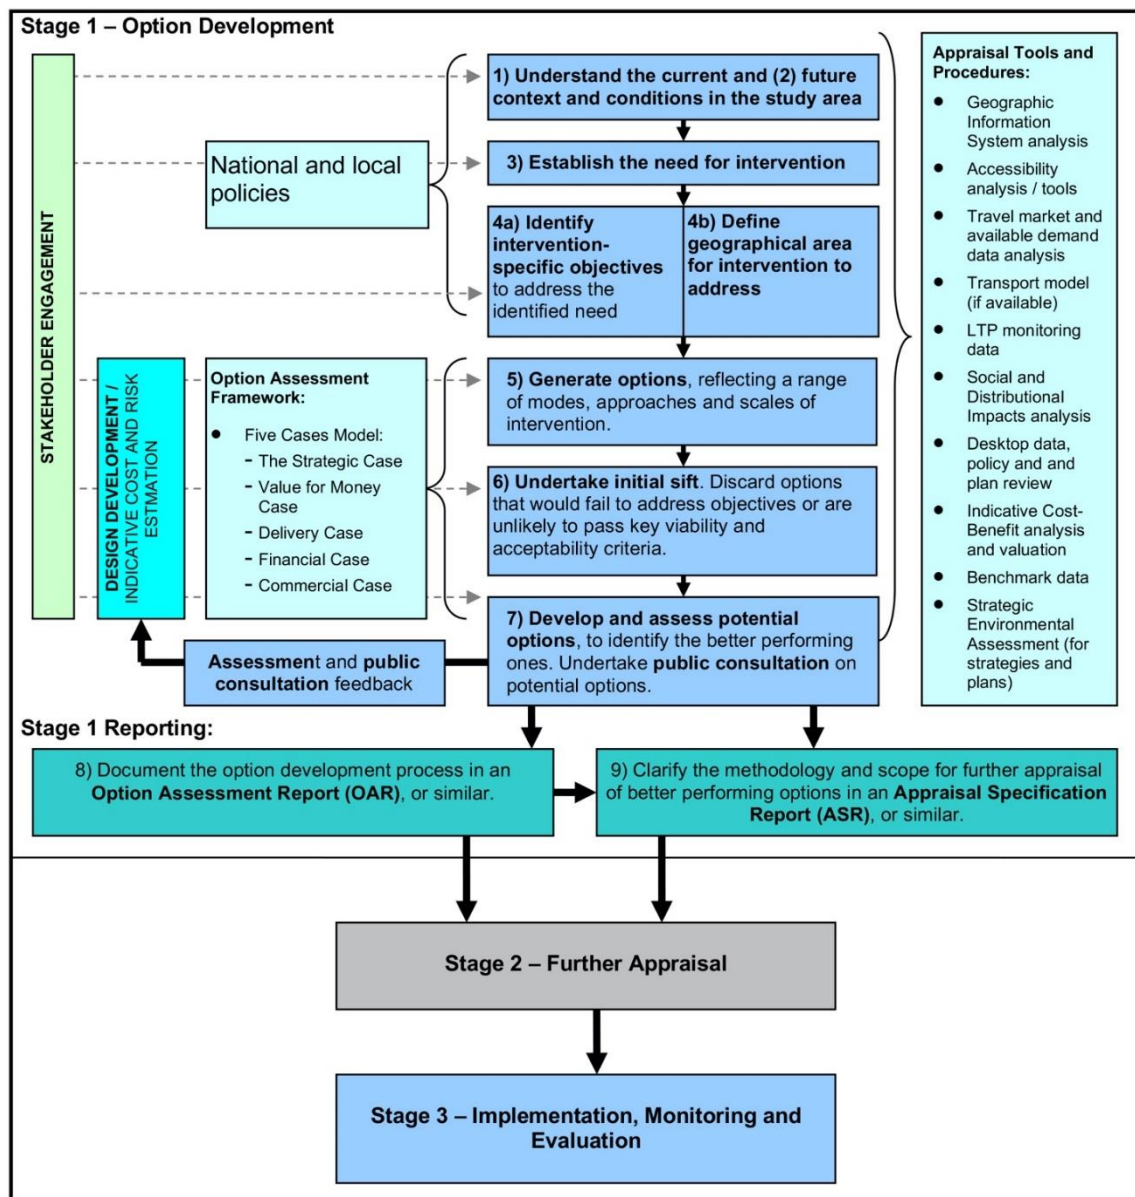 Stage 1 – Option Development
STAKEHOLDER ENGAGEMENT
National and local
policies
1) Understand the current and (2) future
context and conditions in the study area
3) Establish the need for intervention
4a) Identify
intervention-
specific objectives
to address the
identified need
4b) Define
geographical area
for intervention to
address
DESIGN DEVELOPMENT /
INDICATIVE COST AND RISK
ESTIMATION
Option Assessment
Framework:
● Five Cases Model:
- The Strategic Case
- Value for Money
Case
- Delivery Case
- Financial Case
- Commercial Case
5) Generate options, reflecting a range
of modes, approaches and scales of
intervention.
6) Undertake initial sift. Discard options
that would fail to address objectives or are
unlikely to pass key viability and
acceptability criteria.
7) Develop and assess potential
options, to identify the better performing
ones. Undertake public consultation on
potential options.
Assessment and public
consultation feedback
Appraisal Tools and
Procedures:
● Geographic
Information
System analysis
● Accessibility
analysis / tools
● Travel market and
available demand
data analysis
● Transport model
(if available)
● LTP monitoring
data
● Social and
Distributional
Impacts analysis
● Desktop data,
policy and and
plan review
● Indicative Cost-
Benefit analysis
and valuation
● Benchmark data
● Strategic
Environmental
Assessment (for
strategies and
plans)
Stage 1 Reporting:
8) Document the option development process in an
Option Assessment Report (OAR), or similar.
9) Clarify the methodology and scope for further appraisal
of better performing options in an Appraisal Specification
Report (ASR), or similar.
Stage 2 – Further Appraisal
Stage 3 – Implementation, Monitoring and
Evaluation